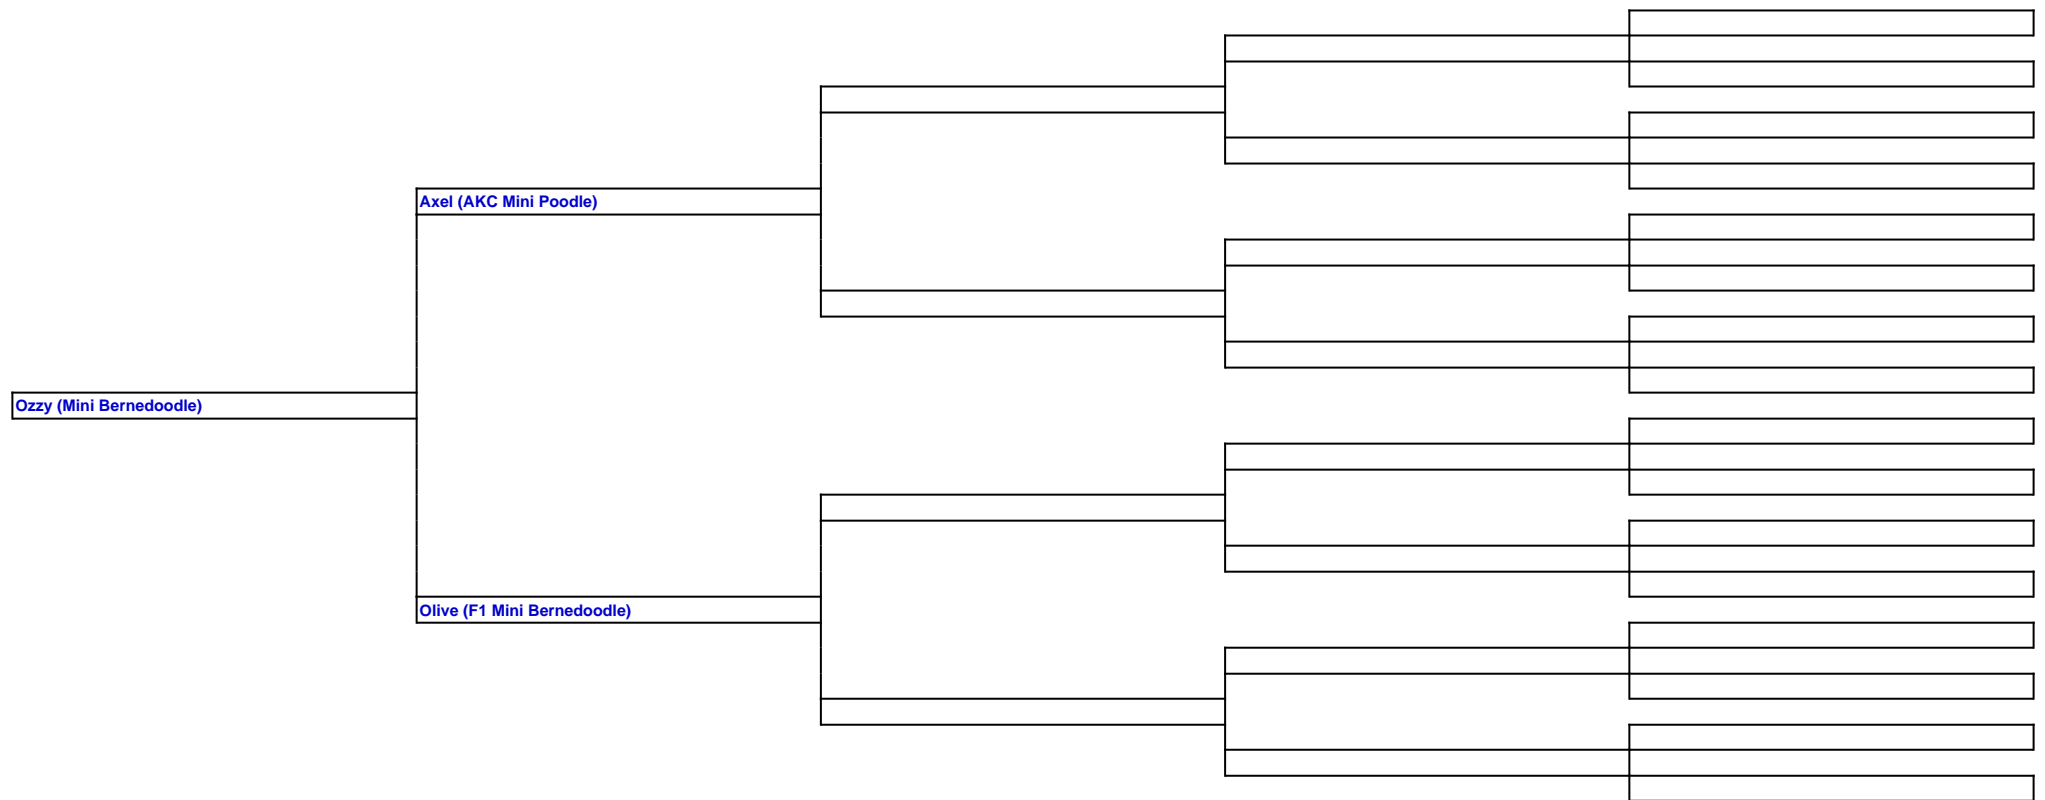 Axel (AKC Mini Poodle)
Ozzy (Mini Bernedoodle)
Olive (F1 Mini Bernedoodle)